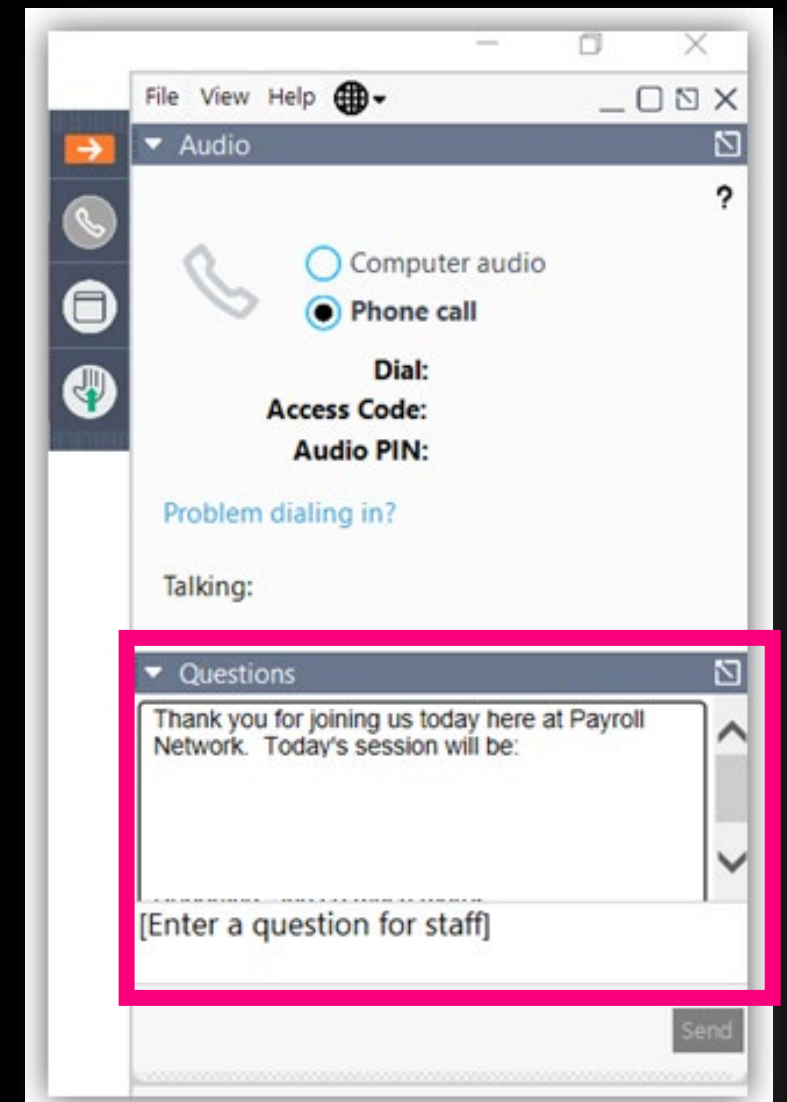 File View Help
Audio
?
Computer audio
Phone call
Dial:
Access Code:
Audio PIN:
Problem dialing in?
Talking:
Questions
Thank you for joining us today here at Payroll
Network.  Today's session will be:
[Enter a question for staff]
Send